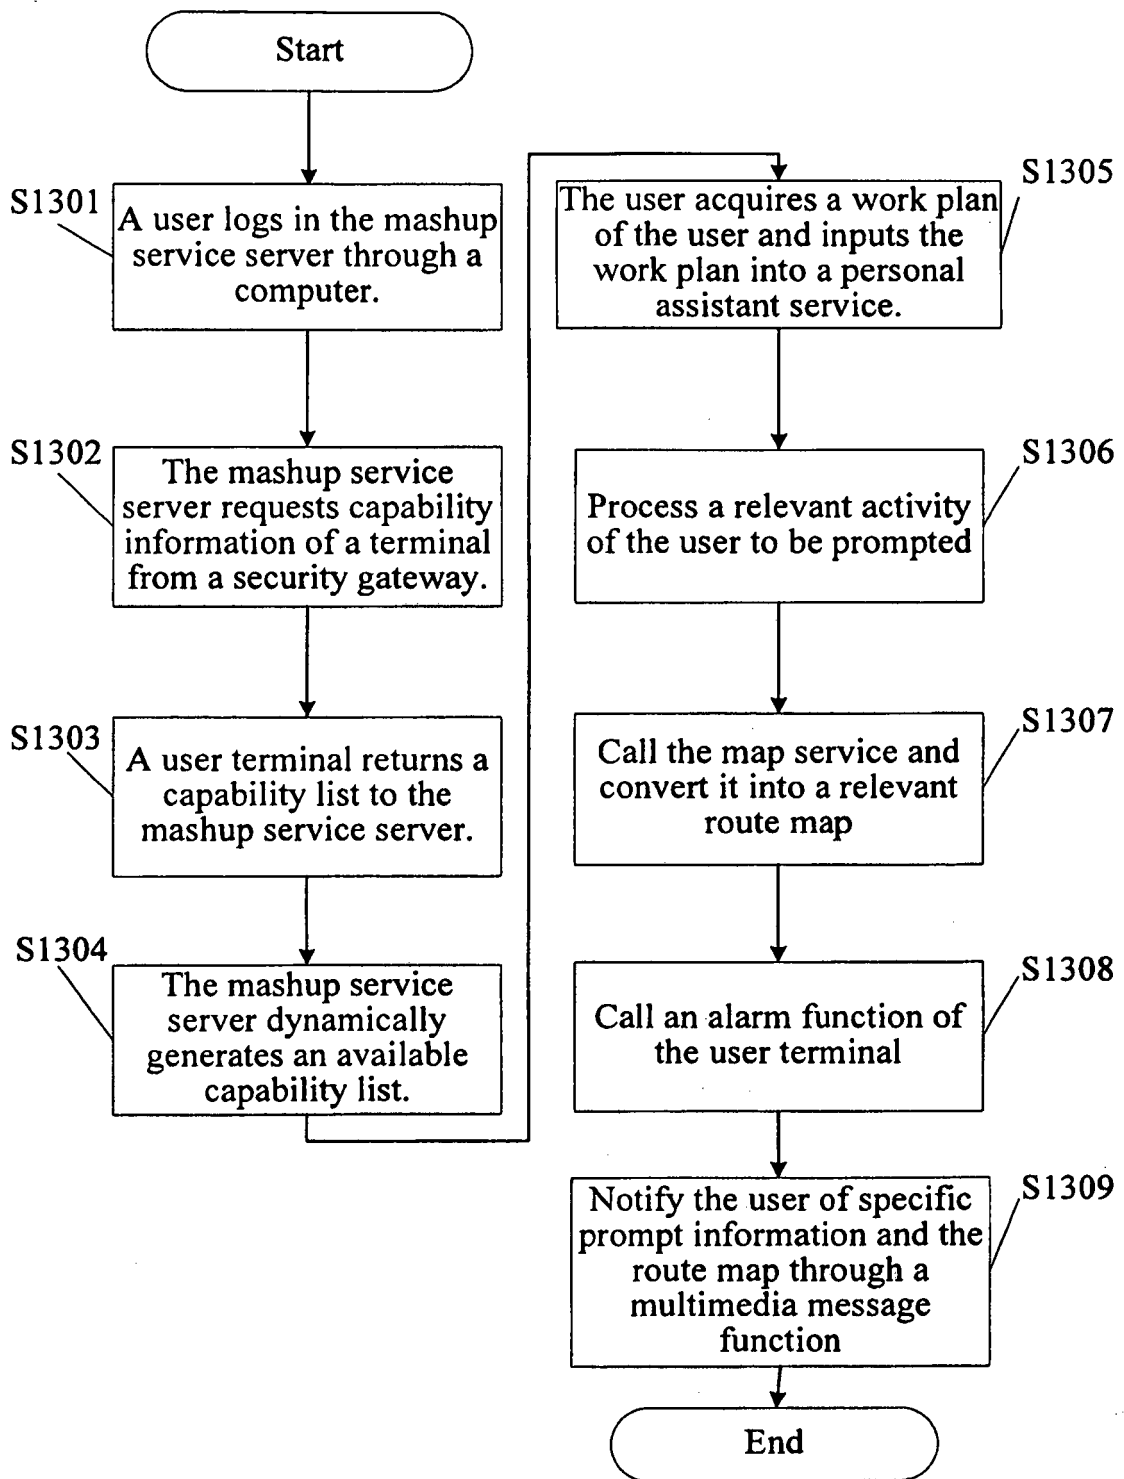 Start
S1301
A user logs in the mashup
service server through a
computer.
S1302
The mashup service
server requests capability
information of a terminal
from a security gateway.
S1303
A user terminal returns a
capability list to the
mashup service server.
S1304
The mashup service
server dynamically
generates an available
capability list.
S1305
The user acquires a work plan
of the user and inputs the
work plan into a personal
assistant service.
S1306
Process a relevant activity
of the user to be prompted
S1307
Call the map service and
convert it into a relevant
route map
S1308
Call an alarm function of
the user terminal
S1309
Notify the user of specific
prompt information and the
route map through a
multimedia message
function
End